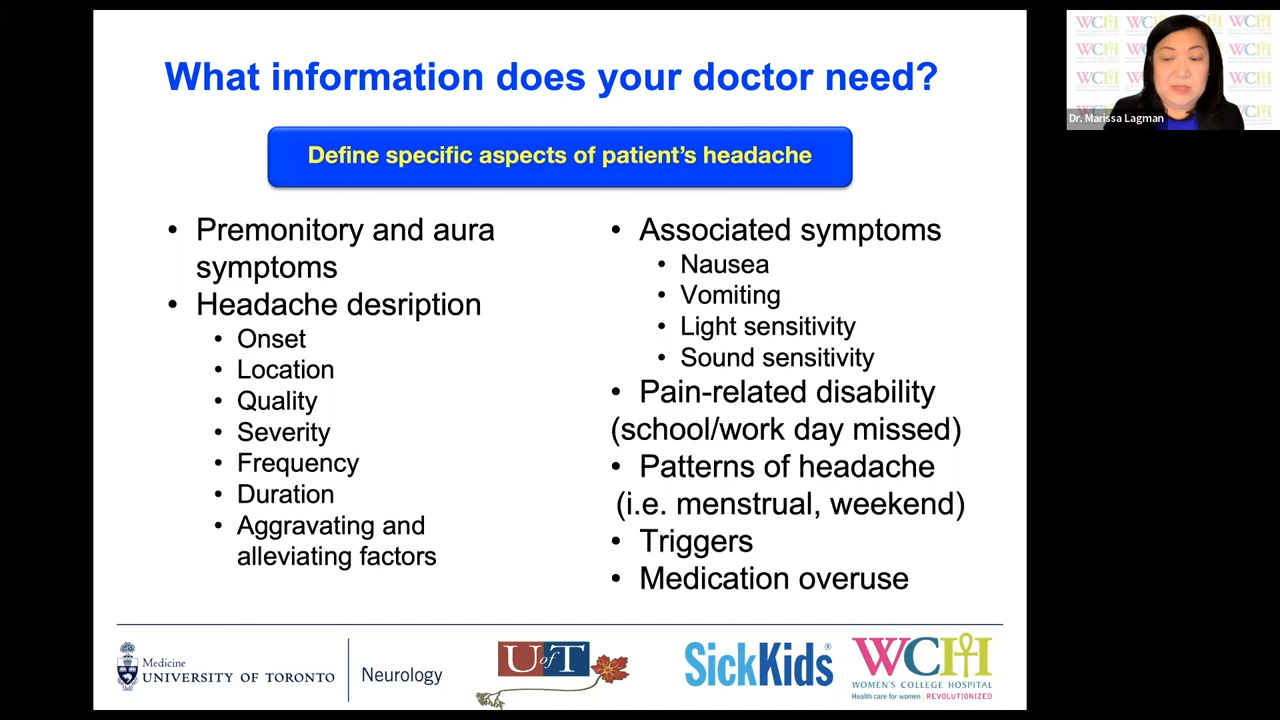 What information does your doctor need?
Define specific aspects of patient's headache
• Premonitory and aura
symptoms
• Headache desription
• Onset
• Location
• Quality
• Severity
• Frequency
• Duration
• Aggravating and
alleviating factors
• Associated symptoms
• Nausea
• Vomiting
• Light sensitivity
• Sound sensitivity
• Pain-related disability
(school/work day missed)
• Patterns of headache
(i.e. menstrual, weekend)
• Triggers
• Medication overuse
Medicine
UNIVERSITY OF TORONTO
Neurology
U of T
SickKids®
WCH
WOMEN'S COLLEGE HOSPITAL
Health care for women | REVOLUTIONIZED
WCH
Dr. Marissa Lagman